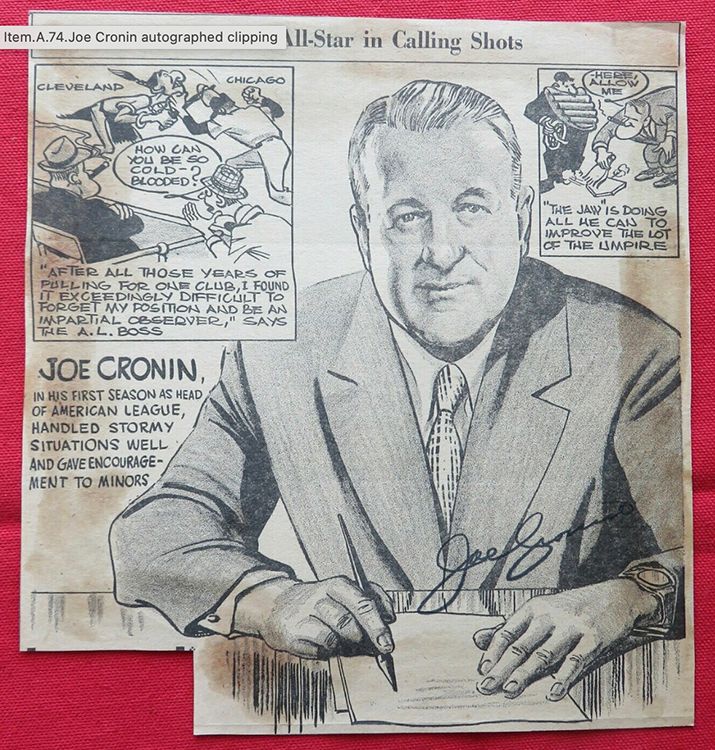 Item.A.74.Joe Cronin autographed clipping
All-Star in Calling Shots
CLEVELAND
CHICAGO
HOW CAN
YOU BE SO
COLD-
BLOODED?
"AFTER ALL THOSE YEARS OF
PULLING FOR ONE CLUB, I FOUND
IT EXCEEDINGLY DIFFICULT TO
FORGET MY POSITION AND BE AN
IMPARTIAL OBSERVER," SAYS
THE A.L. BOSS
HERE,
ALLOW
ME
"THE JAW" IS DOING
ALL HE CAN TO
IMPROVE THE LOT
OF THE UMPIRE
JOE CRONIN,
IN HIS FIRST SEASON AS HEAD
OF AMERICAN LEAGUE,
HANDLED STORMY
SITUATIONS WELL
AND GAVE ENCOURAGE-
MENT TO MINORS
Joe Cronin